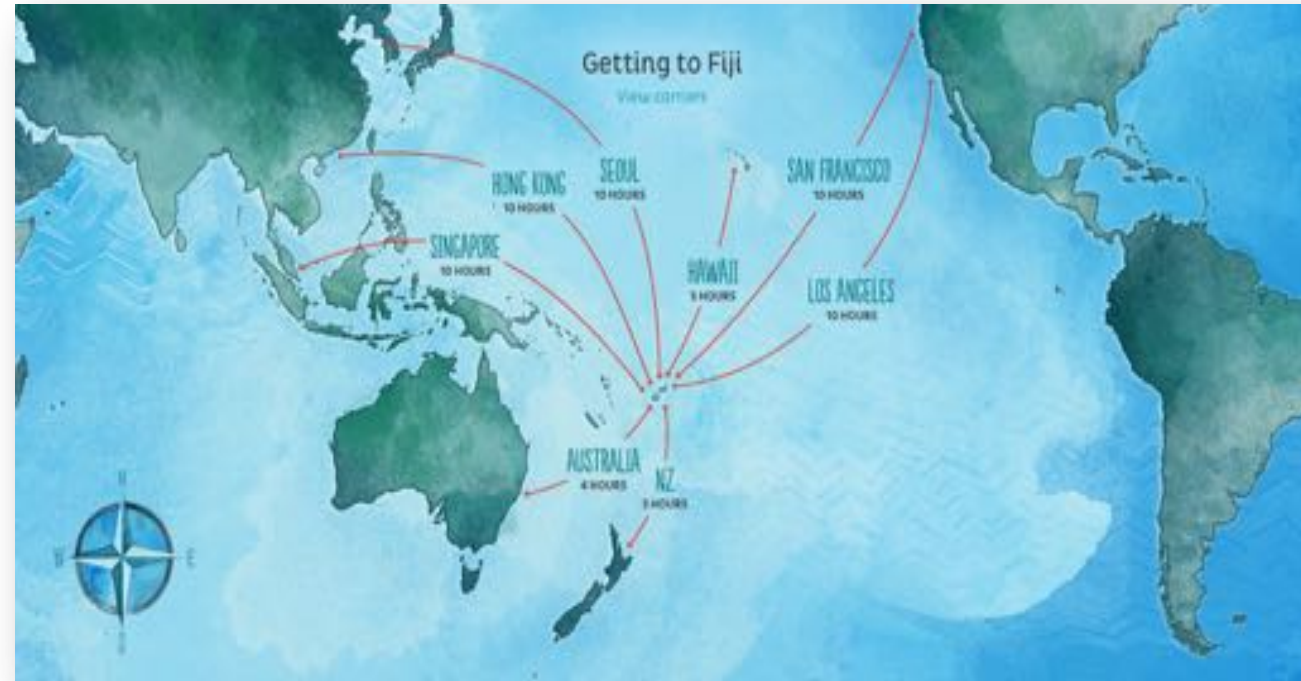 Getting to Fiji
View carriers
SEOUL
10 HOURS
HONG KONG
10 HOURS
SAN FRANCISCO
10 HOURS
SINGAPORE
10 HOURS
HAWAII
HOURS
LOS ANGELES
10 HOURS
AUSTRALIA
4 HOURS
NZ
3 HOURS
N
E
S